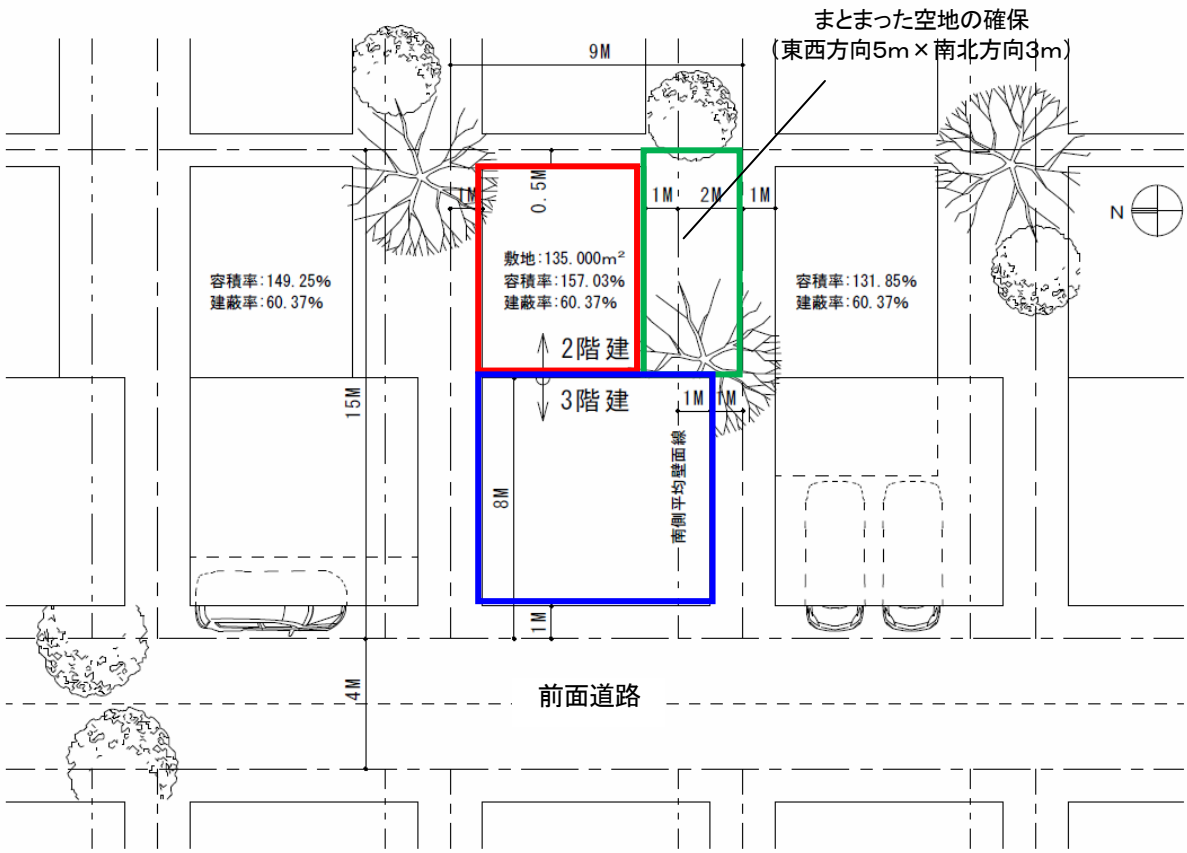 まとまった空地の確保
（東西方向5m×南北方向3m）
9M
1M
0.5M
1M
2M
1M
N
容積率:149.25%
建蔽率:60.37%
敷地:135.000m²
容積率:157.03%
建蔽率:60.37%
容積率:131.85%
建蔽率:60.37%
2階建
3階建
15M
1M
1M
南側平均壁面線
8M
1M
4M
前面道路